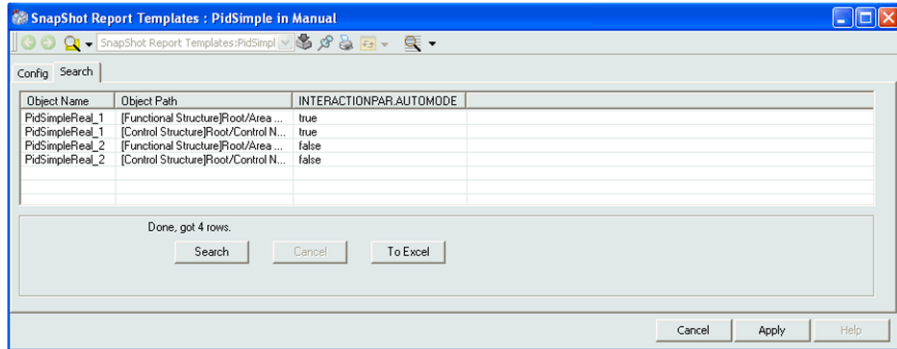 SnapShot Report Templates : PidSimple in Manual
SnapShot Report Templates:PidSimpl
Config Search
Object Name Object Path INTERACTIONPAR.AUTOMODE
PidSimpleReal_1 [Functional Structure]Root/Area ... true
PidSimpleReal_1 [Control Structure]Root/Control N... true
PidSimpleReal_2 [Functional Structure]Root/Area ... false
PidSimpleReal_2 [Control Structure]Root/Control N... false
Done, got 4 rows.
Search Cancel To Excel
Cancel Apply Help